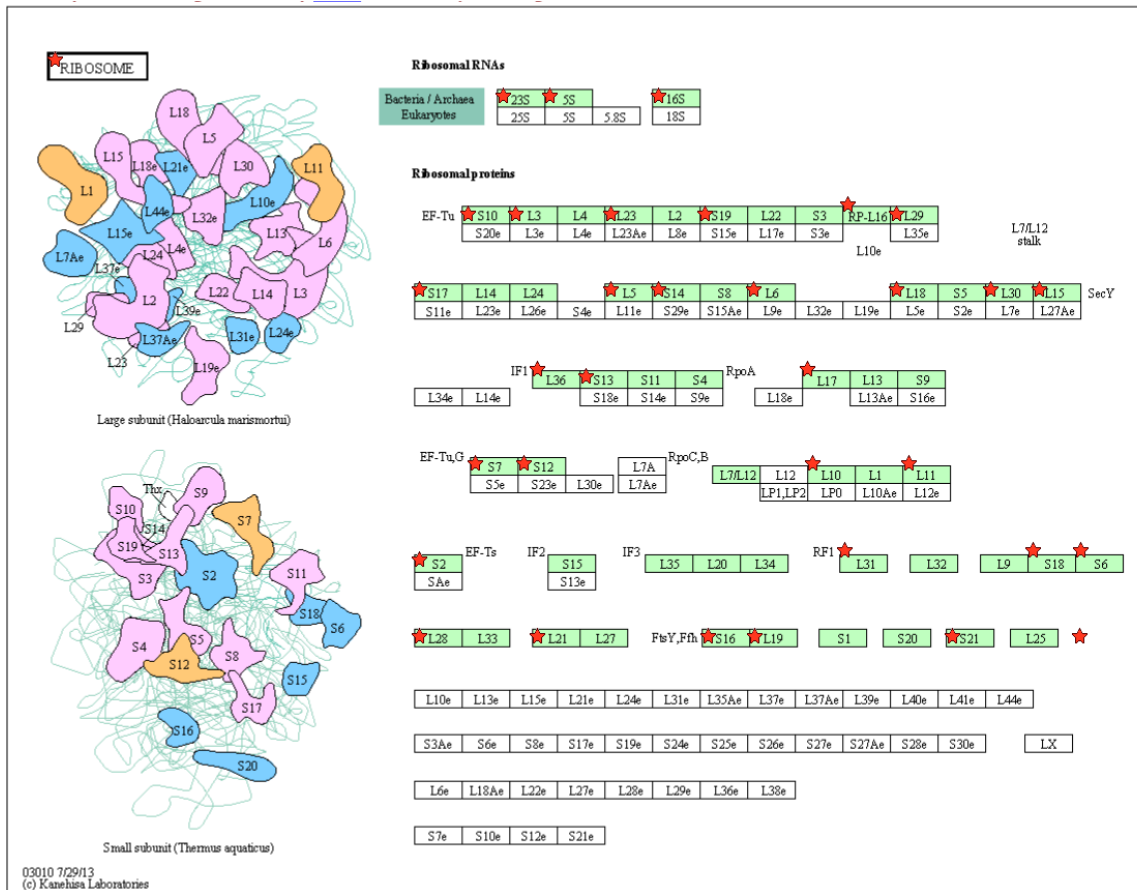 RIBOSOME
Ribosomal RNAs
Bacteria / Archaea
Eukaryotes
23S 5S 16S
25S 5S 5.8S 18S
Ribosomal proteins
EF-Tu S10 L3 L4 L23 L2 S19 L22 S3 RP-L16 L29
S20e L3e L4e L23Ae L8e S15e L17e S3e L10e L35e
L7/L12
stalk
S17 L14 L24 L5 S14 S8 L6 L18 S5 L30 L15 SecY
S11e L23e L26e S4e L11e S29e S15Ae L9e L32e L19e L5e S2e L7e L27Ae
IF1 L36 S13 S11 S4 RpoA L17 L13 S9
L34e L14e S18e S14e S9e L18e L13Ae S16e
EF-Tu,G S7 S12 L7A RpoC,B L7/L12 L12 L10 L1 L11
S5e S23e L30e L7Ae LP1,LP2 LP0 L10Ae L12e
S2 EF-Ts IF2 S15 IF3 L35 L20 L34 RF1 L31 L32 L9 S18 S6
SAe S13e
L28 L33 L21 L27 FtsY,Ffh S16 L19 S1 S20 S21 L25
L10e L13e L15e L21e L24e L31e L35Ae L37e L37Ae L39e L40e L41e L44e
S3Ae S6e S8e S17e S19e S24e S25e S26e S27e S27Ae S28e S30e LX
L6e L18Ae L22e L27e L28e L29e L36e L38e
S7e S10e S12e S21e
L18
L5
L15
L18e
L21e
L30
L11
L1
L44e
L32e
L10e
L15e
L13
L6
L7Ae
L24
L4e
L37e
L2
L22
L14
L3
L39e
L29
L37Ae
L31e
L24e
L23
L19e
Large subunit (Haloarcula marismortui)
Thx
S9
S10
S7
S14
S19
S13
S3
S2
S11
S18
S6
S4
S5
S12
S8
S15
S17
S16
S20
Small subunit (Thermus aquaticus)
03010 7/29/13
(c) Kanehisa Laboratories